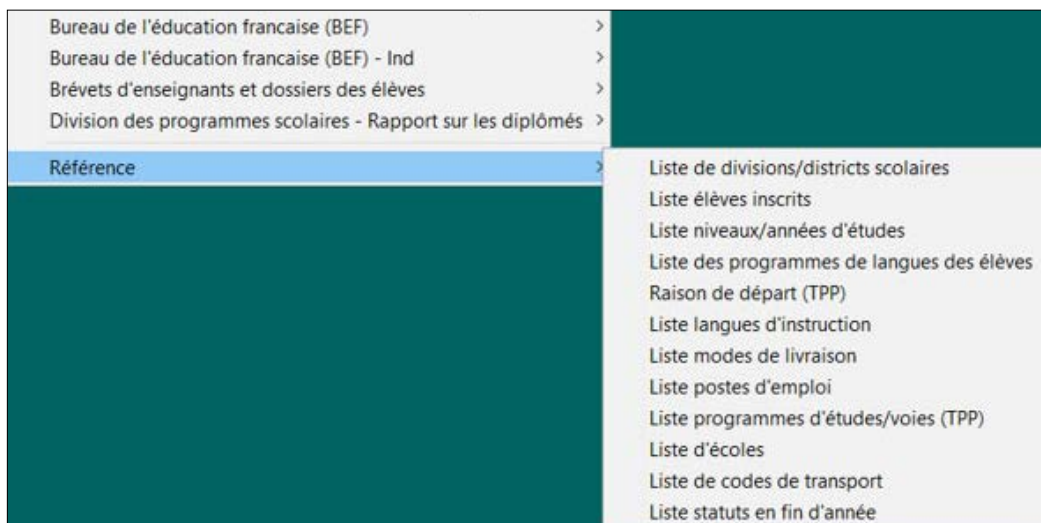 Bureau de l'éducation francaise (BEF)
Bureau de l'éducation francaise (BEF) - Ind
Brévets d'enseignants et dossiers des élèves
Division des programmes scolaires - Rapport sur les diplômés
Référence
Liste de divisions/districts scolaires
Liste élèves inscrits
Liste niveaux/années d'études
Liste des programmes de langues des élèves
Raison de départ (TPP)
Liste langues d'instruction
Liste modes de livraison
Liste postes d'emploi
Liste programmes d'études/voies (TPP)
Liste d'écoles
Liste de codes de transport
Liste statuts en fin d'année